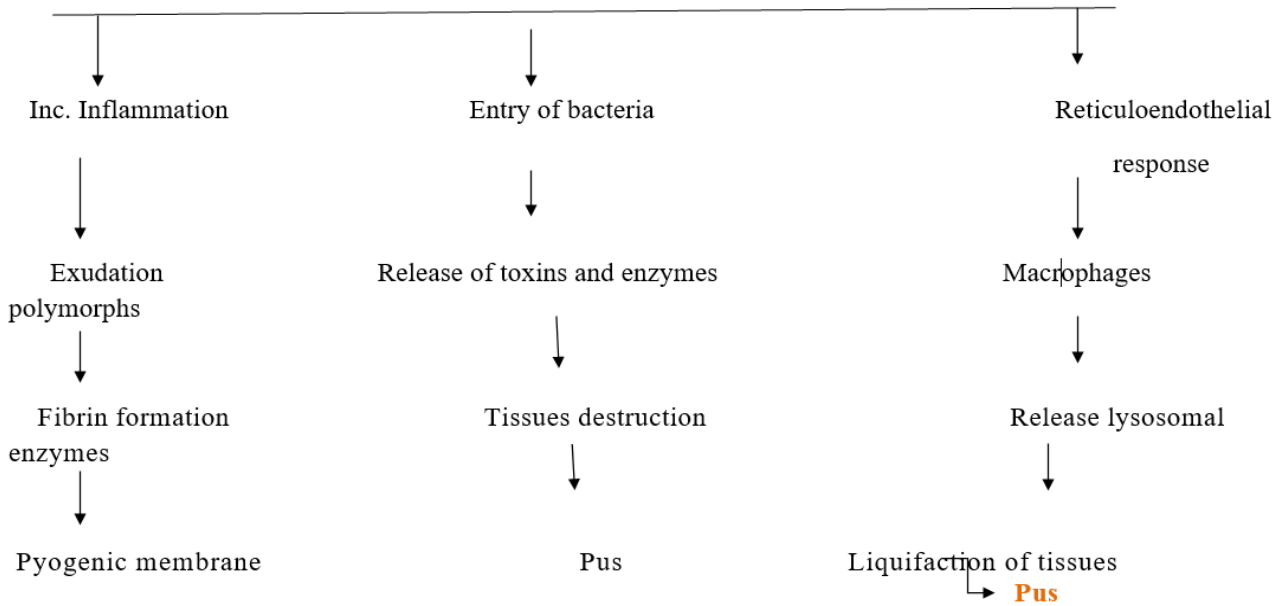 Inc. Inflammation Entry of bacteria Reticuloendothelial
response
Exudation Release of toxins and enzymes Macrophages
polymorphs
Fibrin formation Tissues destruction Release lysosomal
enzymes
Pyogenic membrane Pus Liquifaction of tissues
Pus